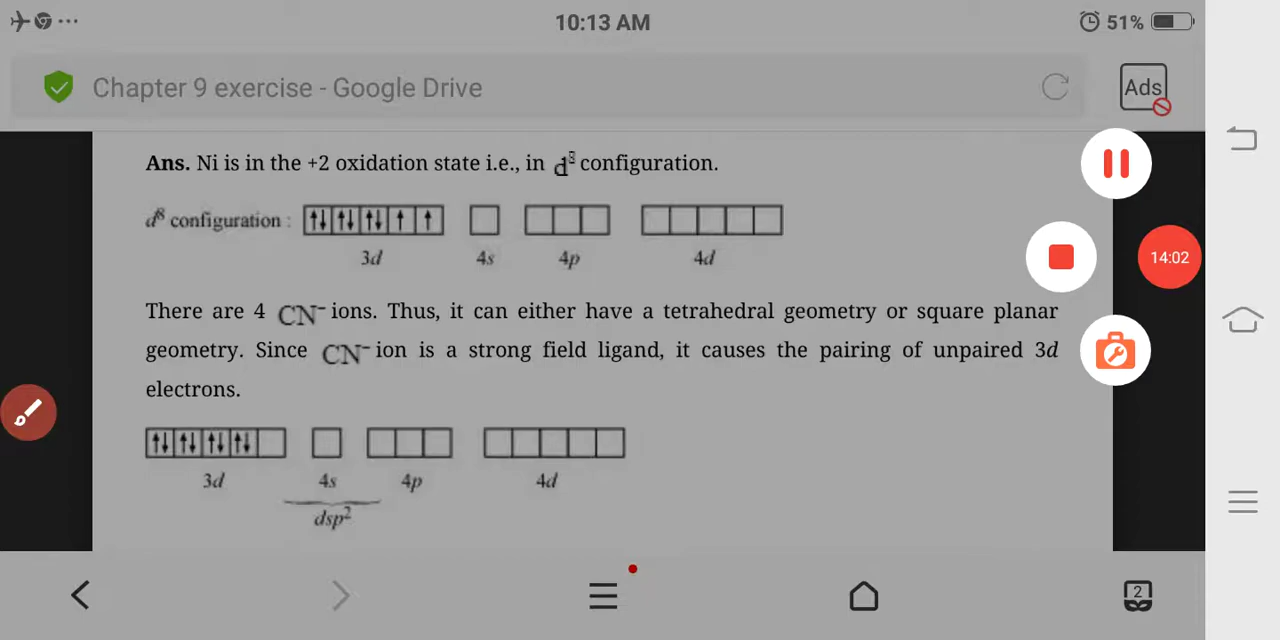 10:13 AM
51%
Chapter 9 exercise - Google Drive
Ads
Ans. Ni is in the +2 oxidation state i.e., in d⁸ configuration.
14:02
d⁸ configuration :
3d 4s 4p 4d
There are 4 CN⁻ ions. Thus, it can either have a tetrahedral geometry or square planar
geometry. Since CN⁻ ion is a strong field ligand, it causes the pairing of unpaired 3d
electrons.
3d 4s 4p 4d
dsp²
2